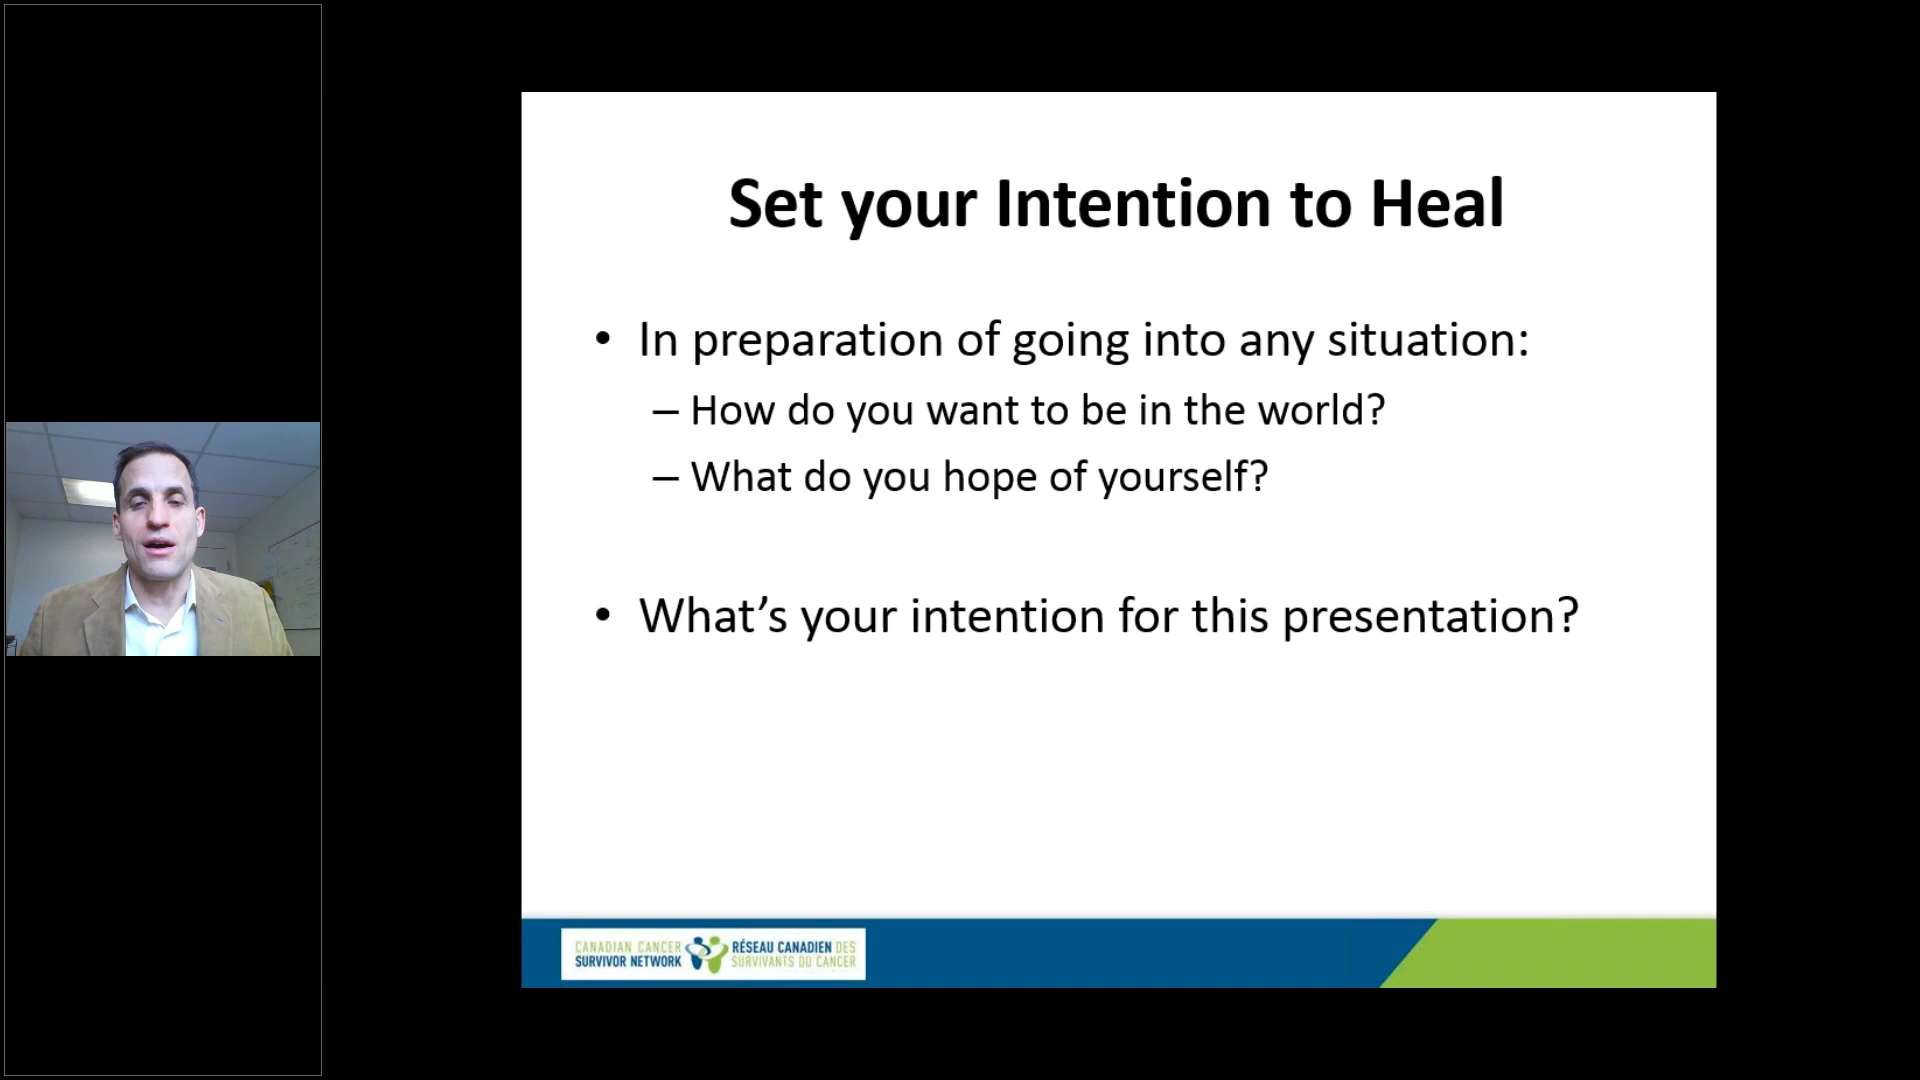 Set your Intention to Heal
• In preparation of going into any situation:
– How do you want to be in the world?
– What do you hope of yourself?
• What’s your intention for this presentation?
CANADIAN CANCER
SURVIVOR NETWORK
RÉSEAU CANADIEN DES
SURVIVANTS DU CANCER